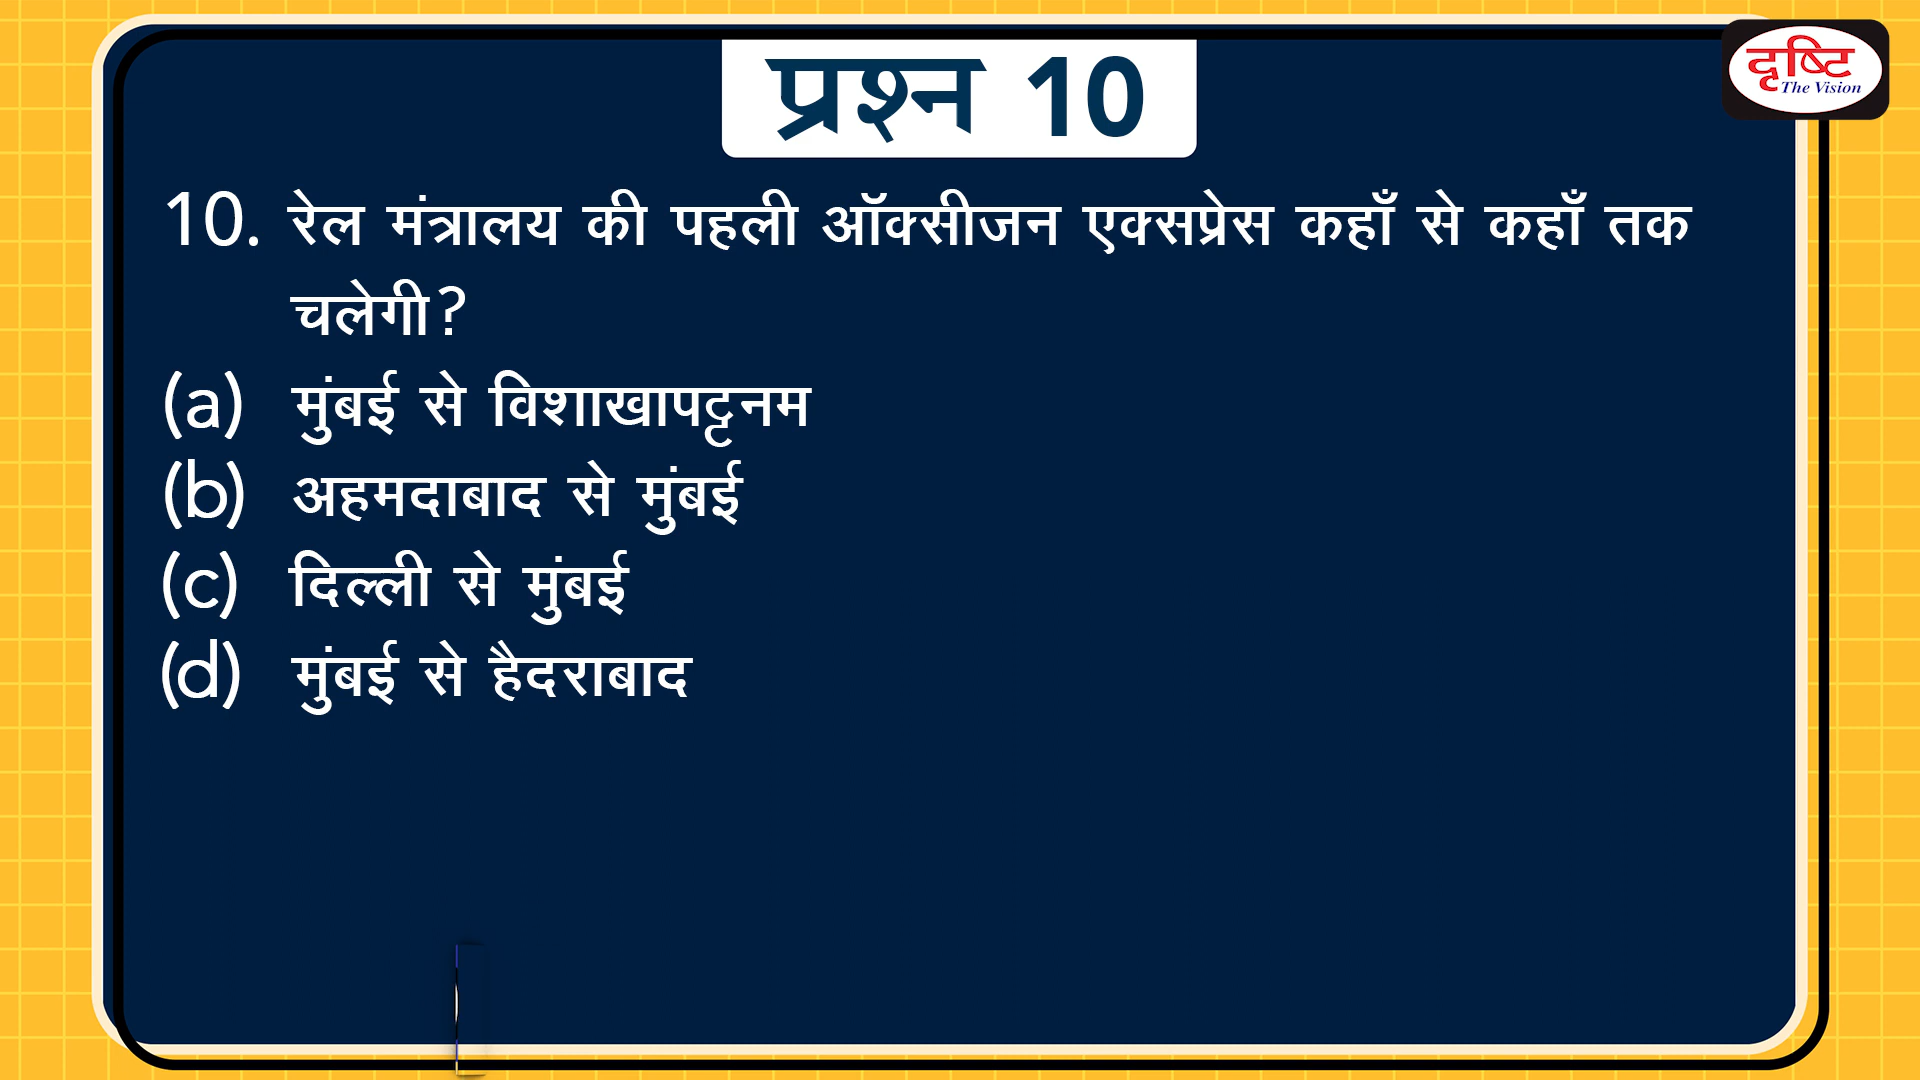 प्रश्न 10
दृष्टि
The Vision
10. रेल मंत्रालय की पहली ऑक्सीजन एक्सप्रेस कहाँ से कहाँ तक
चलेगी?
(a) मुंबई से विशाखापट्टनम
(b) अहमदाबाद से मुंबई
(c) दिल्ली से मुंबई
(d) मुंबई से हैदराबाद